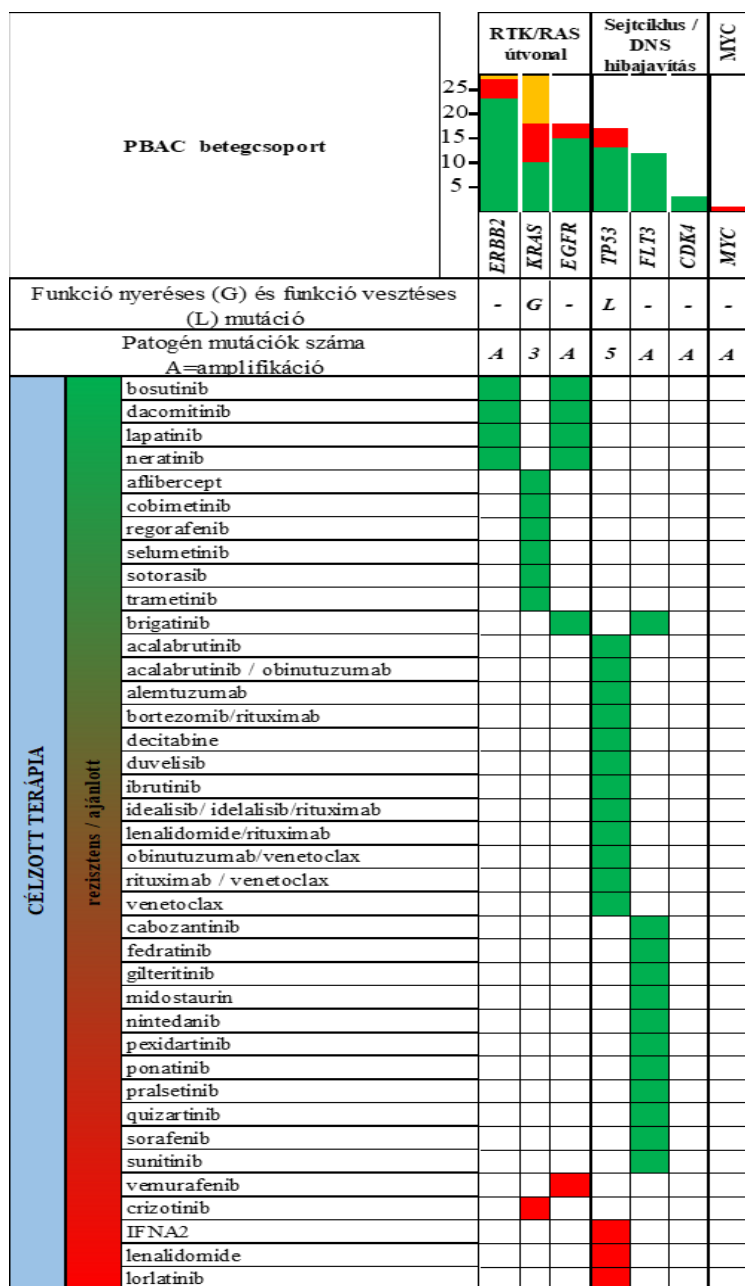 RTK/RAS
útvonal
Sejtciklus /
DNS
hibajavítás
MYC
25
20
15
10
5
PBAC betegcsoport
ERBB2
KRAS
EGFR
TP53
FLT3
CDK4
MYC
Funkció nyeréses (G) és funkció vesztéses
(L) mutáció
- G - L - - -
Patogén mutációk száma
A=amplifikáció
A 3 A 5 A A A
CÉLZOTT TERÁPIA
rezisztens / ajánlott
bosutinib
dacomitinib
lapatinib
neratinib
aflibercept
cobimetinib
regorafenib
selumetinib
sotorasib
trametinib
brigatinib
acalabrutinib
acalabrutinib / obinutuzumab
alemtuzumab
bortezomib/rituximab
decitabine
duvelisib
ibrutinib
idealisib/ idelalisib/rituximab
lenalidomide/rituximab
obinutuzumab/venetoclax
rituximab / venetoclax
venetoclax
cabozantinib
fedratinib
gilteritinib
midostaurin
nintedanib
pexidartinib
ponatinib
pralsetinib
quizartinib
sorafenib
sunitinib
vemurafenib
crizotinib
IFNA2
lenalidomide
lorlatinib